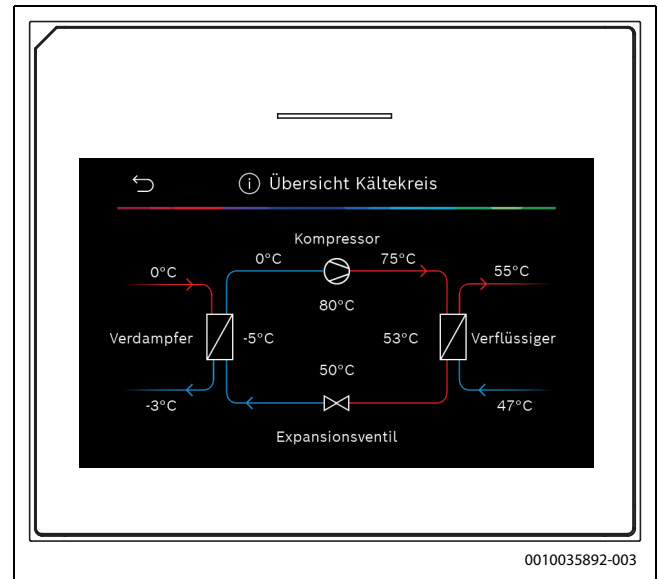 Übersicht Kältekreis
Kompressor
0°C
0°C
75°C
55°C
80°C
Verdampfer
-5°C
53°C
Verflüssiger
50°C
-3°C
47°C
Expansionsventil
0010035892-003